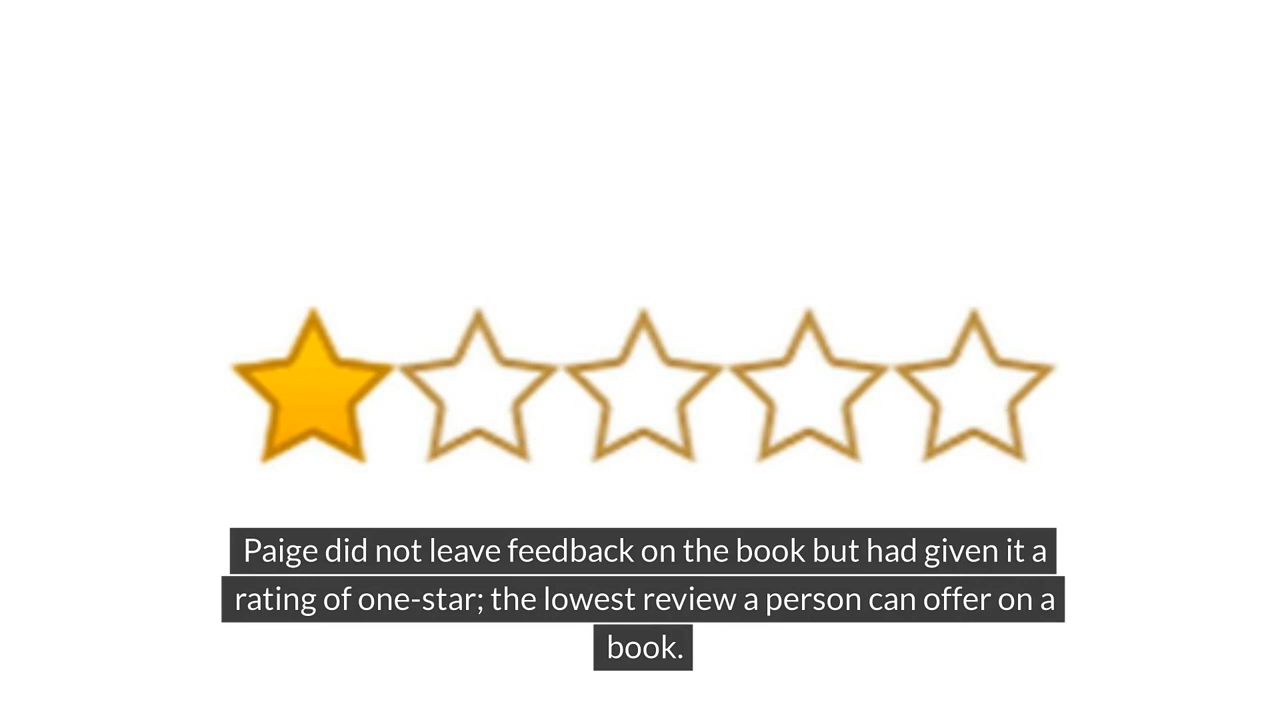 Paige did not leave feedback on the book but had given it a
rating of one-star; the lowest review a person can offer on a
book.